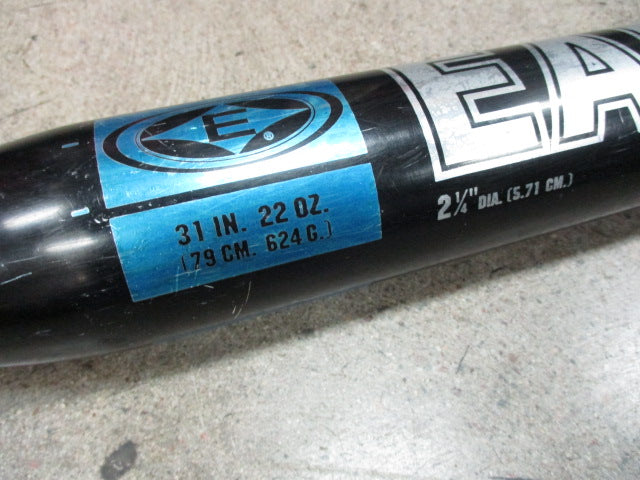 E®
31 IN. 22 OZ.
(79 CM. 624 G.)
EA
2¼" DIA. (5.71 CM.)